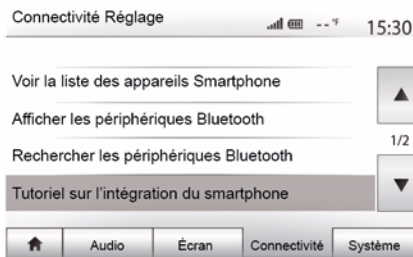 Connectivité Réglage
-- °F
15:30
Voir la liste des appareils Smartphone
Afficher les périphériques Bluetooth
Rechercher les périphériques Bluetooth
Tutoriel sur l'intégration du smartphone
1/2
Audio
Écran
Connectivité
Système